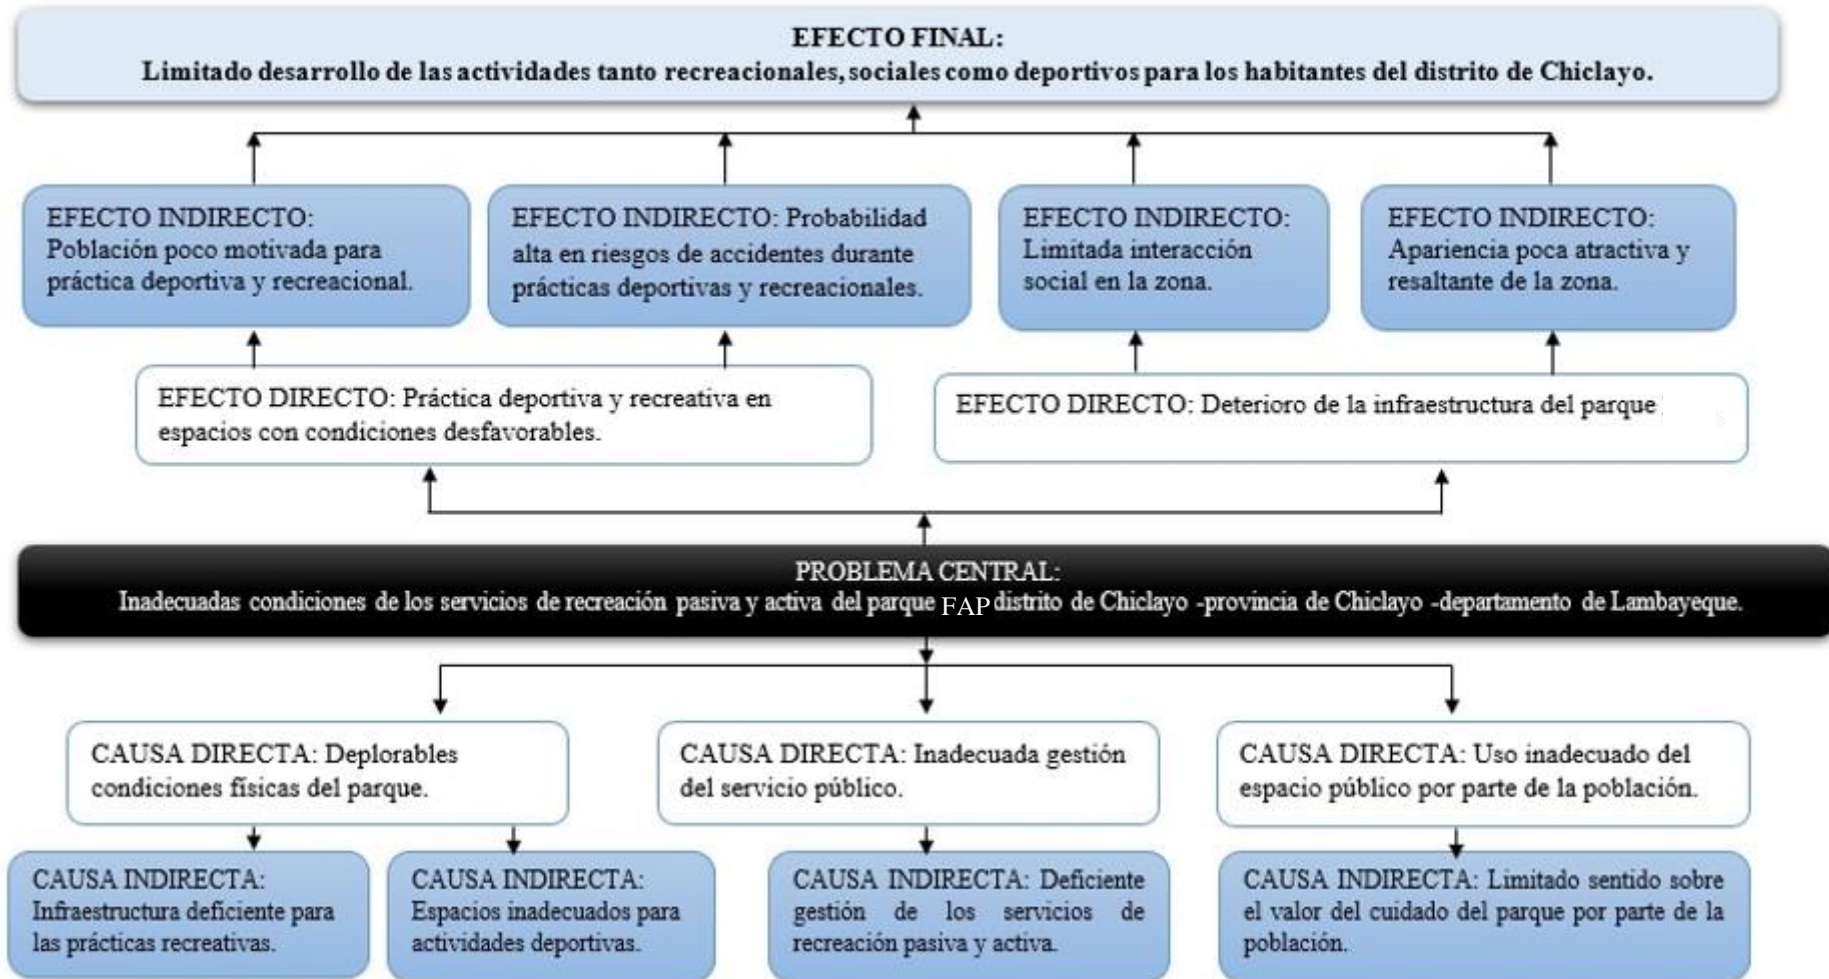 EFECTO FINAL:
Limitado desarrollo de las actividades tanto recreacionales, sociales como deportivos para los habitantes del distrito de Chiclayo.
EFECTO INDIRECTO:
Población poco motivada para
práctica deportiva y recreacional.
EFECTO INDIRECTO: Probabilidad
alta en riesgos de accidentes durante
prácticas deportivas y recreacionales.
EFECTO INDIRECTO:
Limitada interacción
social en la zona.
EFECTO INDIRECTO:
Apariencia poca atractiva y
resaltante de la zona.
EFECTO DIRECTO: Práctica deportiva y recreativa en
espacios con condiciones desfavorables.
EFECTO DIRECTO: Deterioro de la infraestructura del parque
PROBLEMA CENTRAL:
Inadecuadas condiciones de los servicios de recreación pasiva y activa del parque FAP distrito de Chiclayo -provincia de Chiclayo -departamento de Lambayeque.
CAUSA DIRECTA: Deplorables
condiciones físicas del parque.
CAUSA DIRECTA: Inadecuada gestión
del servicio público.
CAUSA DIRECTA: Uso inadecuado del
espacio público por parte de la población.
CAUSA INDIRECTA:
Infraestructura deficiente para
las prácticas recreativas.
CAUSA INDIRECTA:
Espacios inadecuados para
actividades deportivas.
CAUSA INDIRECTA: Deficiente
gestión de los servicios de
recreación pasiva y activa.
CAUSA INDIRECTA: Limitado sentido sobre
el valor del cuidado del parque por parte de la
población.